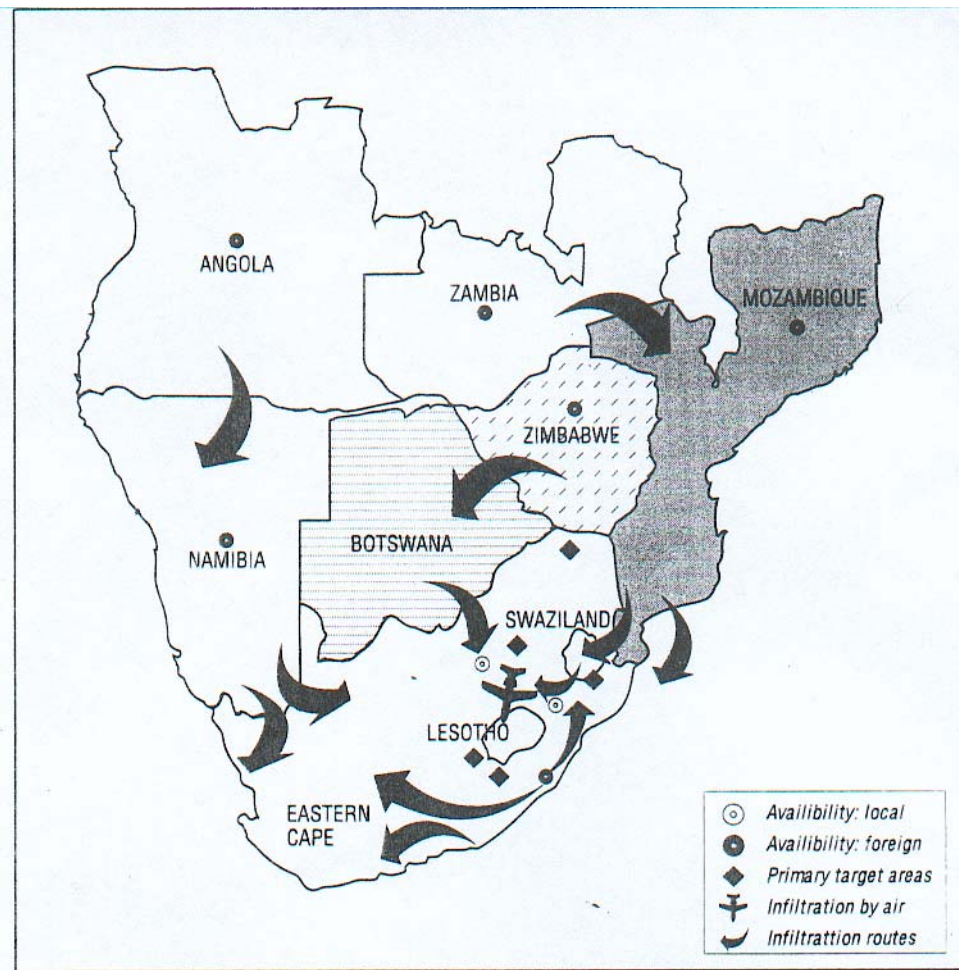 ANGOLA
ZAMBIA
MOZAMBIQUE
ZIMBABWE
BOTSWANA
NAMIBIA
SWAZILAND
LESOTHO
EASTERN
CAPE
Availibility: local
Availibility: foreign
Primary target areas
Infiltration by air
Infiltrattion routes